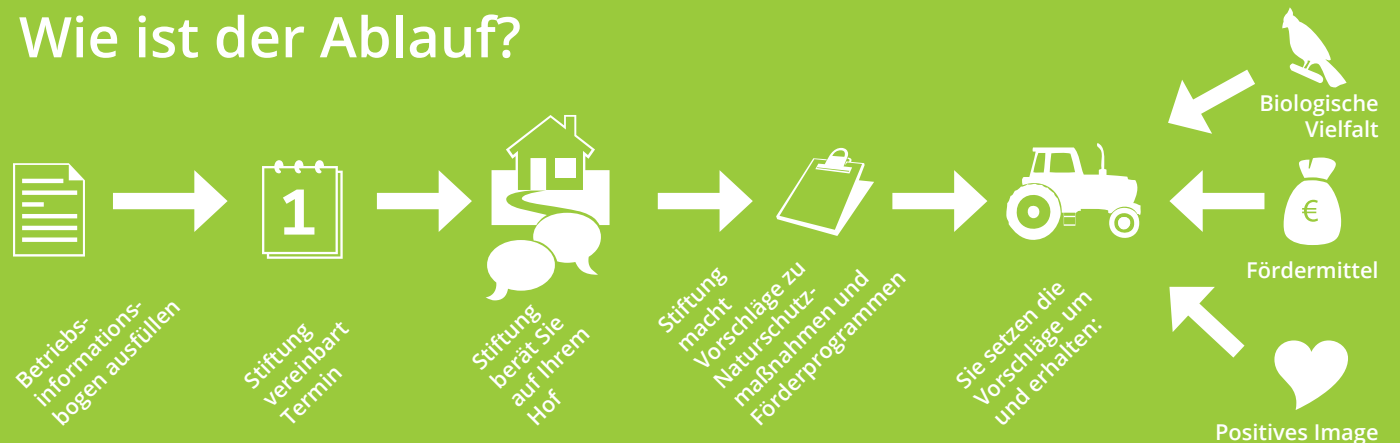 Wie ist der Ablauf?
1
Betriebs-
informations-
bogen ausfüllen
Stiftung
vereinbart
Termin
Stiftung
berät Sie
auf Ihrem
Hof
Stiftung
macht
Vorschläge zu
Naturschutz-
maßnahmen und
Förderprogrammen
Sie setzen die
Vorschläge um
und erhalten:
Biologische
Vielfalt
€
Fördermittel
Positives Image